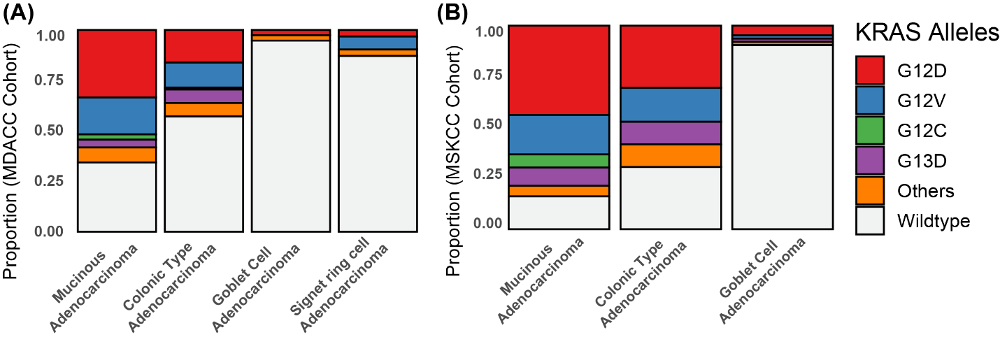 (A)
Proportion (MDACC Cohort)
1.00
0.75
0.50
0.25
0.00
Mucinous
Adenocarcinoma
Colonic Type
Adenocarcinoma
Goblet Cell
Adenocarcinoma
Signet ring cell
Adenocarcinoma
(B)
Proportion (MSKCC Cohort)
1.00
0.75
0.50
0.25
0.00
Mucinous
Adenocarcinoma
Colonic Type
Adenocarcinoma
Goblet Cell
Adenocarcinoma
KRAS Alleles
G12D
G12V
G12C
G13D
Others
Wildtype